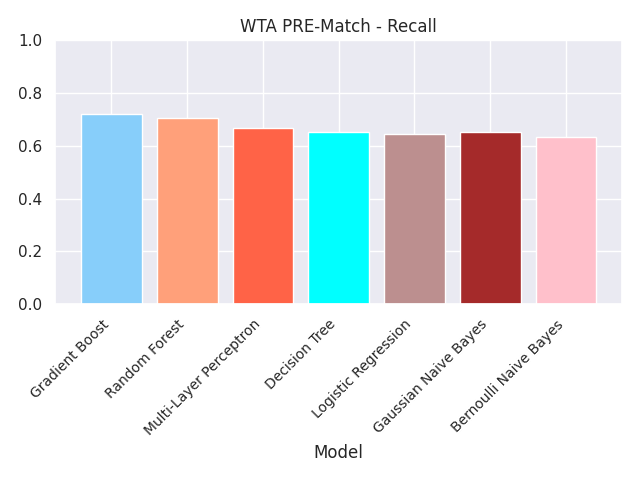 WTA PRE-Match - Recall
1.0
0.8
0.6
0.4
0.2
0.0
Gradient Boost
Random Forest
Multi-Layer Perceptron
Decision Tree
Logistic Regression
Gaussian Naive Bayes
Bernoulli Naive Bayes
Model